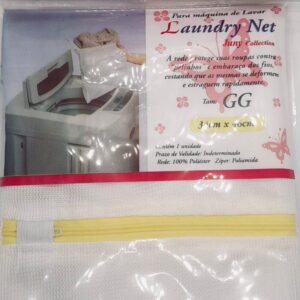 Para máquina de Lavar
Laundry Net
Juny Collection
A rede protege suas roupas contra
e embaraço dos fios,
evitando que as mesmas se deformem
e estraguem rapidamente.
Tam: GG
x 40cm
Contém 1 unidade
Prazo de Validade: Indeterminado
Rede: 100% Poliéster Zíper: Poliamida